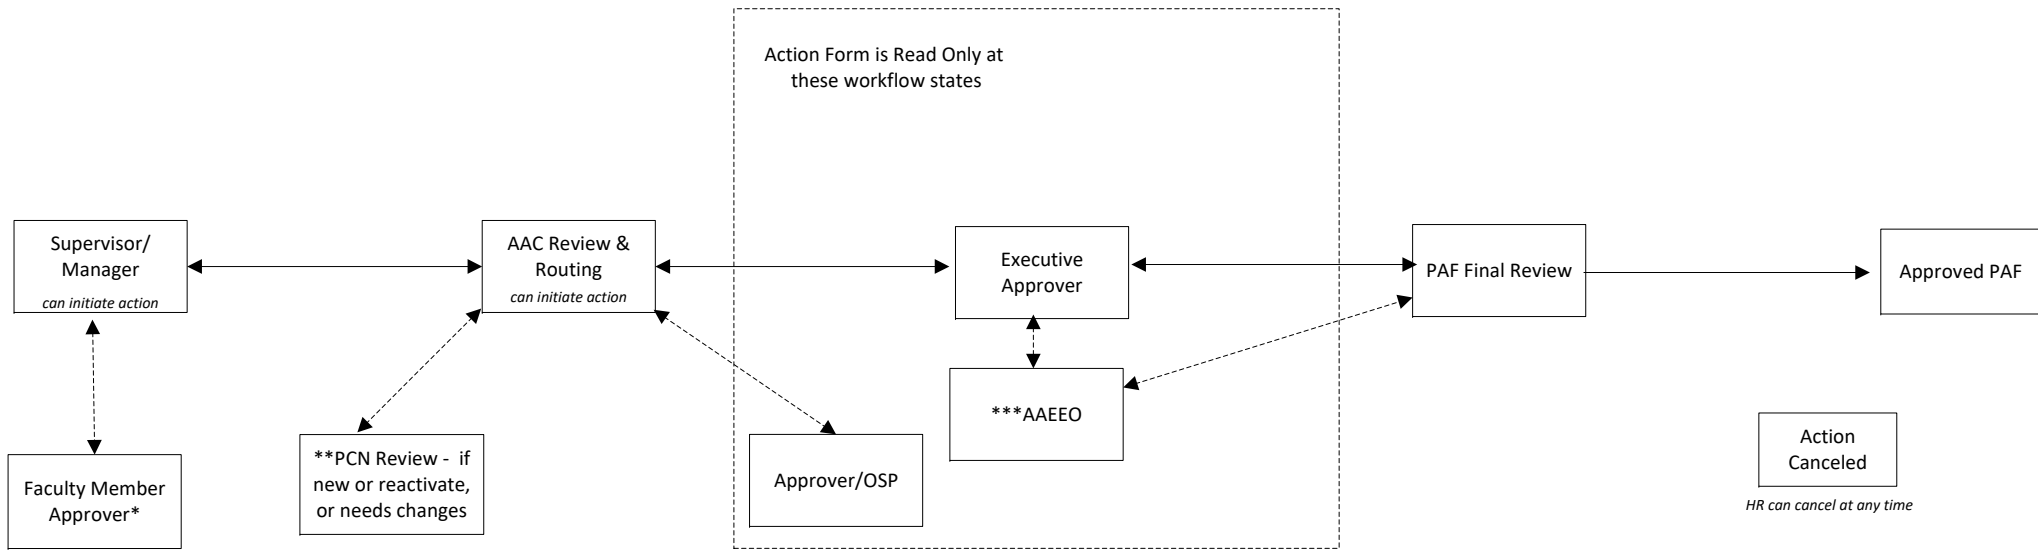 Action Form is Read Only at
these workflow states
Supervisor/
Manager
can initiate action
AAC Review &
Routing
can initiate action
Executive
Approver
PAF Final Review
Approved PAF
Faculty Member
Approver*
**PCN Review -  if
new or reactivate,
or needs changes
Approver/OSP
***AAEEO
Action
Canceled
HR can cancel at any time